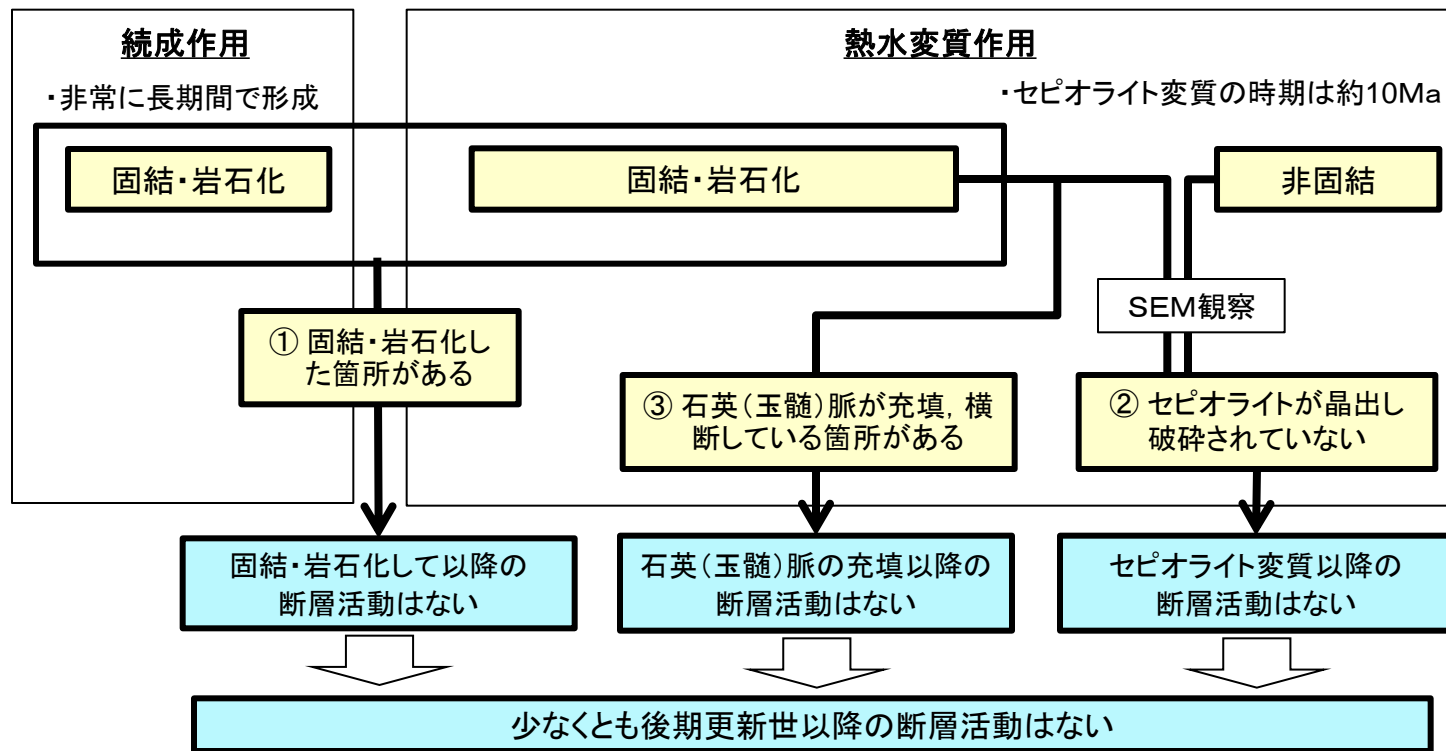 続成作用
・非常に長期間で形成
熱水変質作用
・セピオライト変質の時期は約10Ma
固結・岩石化
固結・岩石化
非固結
SEM観察
① 固結・岩石化し
た箇所がある
③ 石英（玉髄）脈が充填，横
断している箇所がある
② セピオライトが晶出し
破砕されていない
固結・岩石化して以降の
断層活動はない
石英（玉髄）脈の充填以降の
断層活動はない
セピオライト変質以降の
断層活動はない
少なくとも後期更新世以降の断層活動はない